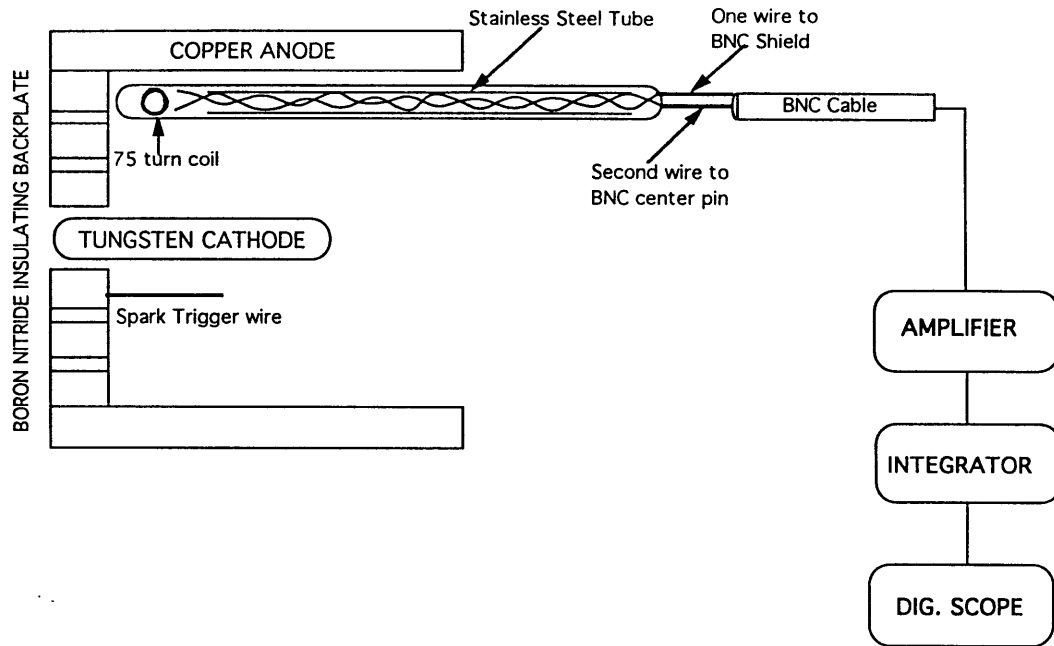 Stainless Steel Tube
One wire to
BNC Shield
COPPER ANODE
BNC Cable
75 turn coil
Second wire to
BNC center pin
BORON NITRIDE INSULATING BACKPLATE
TUNGSTEN CATHODE
Spark Trigger wire
AMPLIFIER
INTEGRATOR
DIG. SCOPE